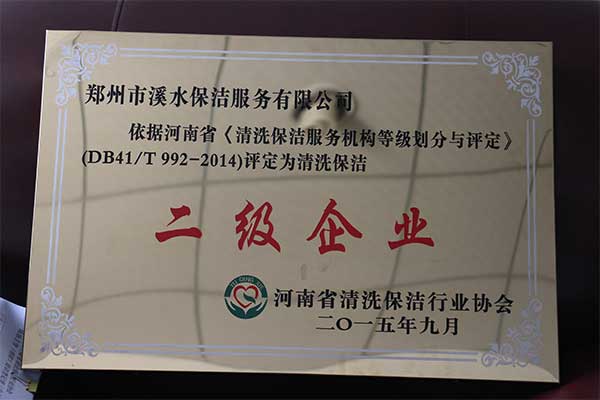 郑州市溪水保洁服务有限公司
依据河南省《清洗保洁服务机构等级划分与评定》
(DB41/T 992-2014)评定为清洗保洁
二级企业
河南省清洗保洁行业协会
二〇一五年九月